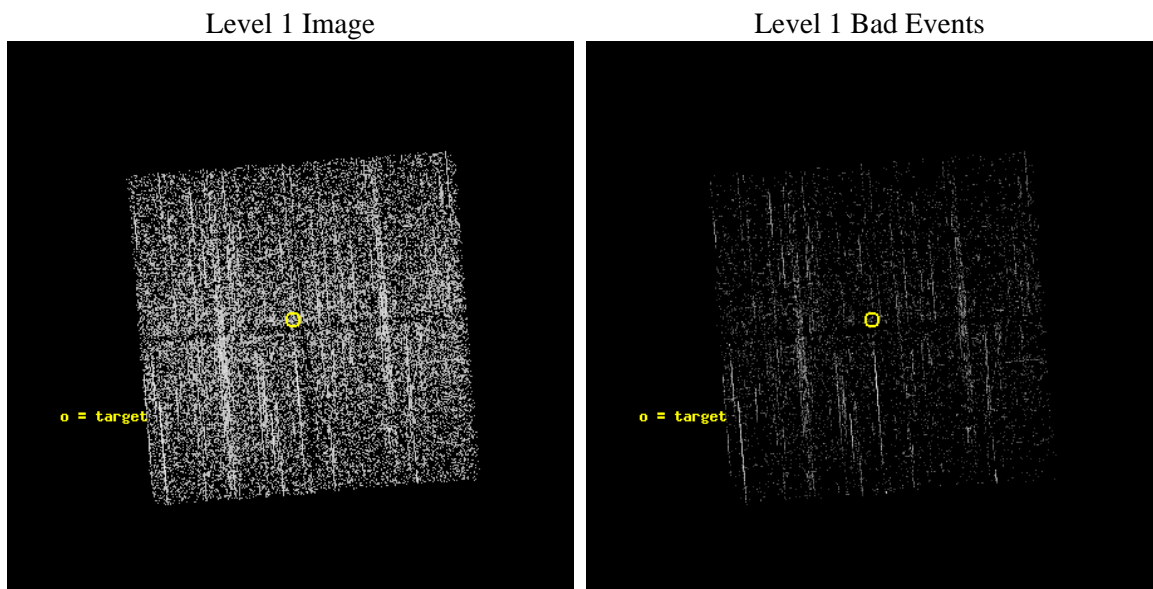 Level 1 Image
Level 1 Bad Events
o = target
o = target